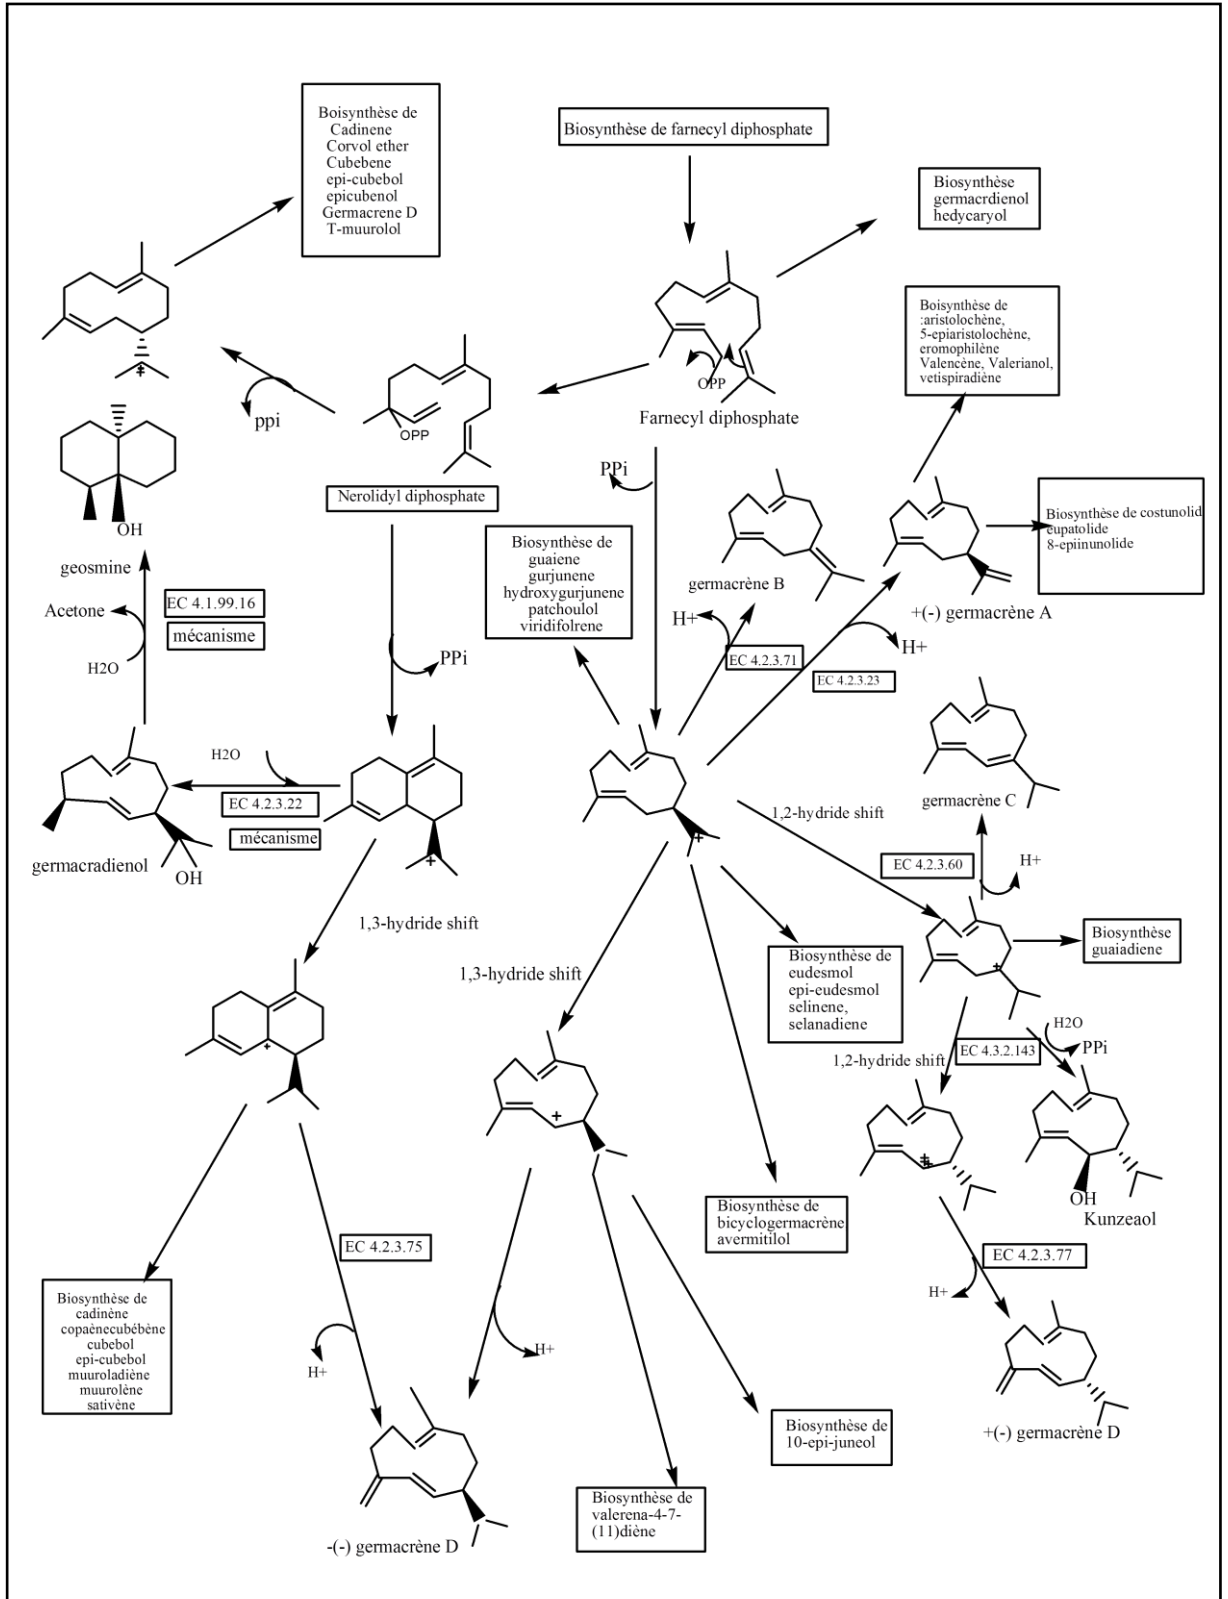 Boisynthèse de
Cadinene
Corvol ether
Cubebene
epi-cubebol
epicubenol
Germacrene D
T-muurolol
Biosynthèse de farnecyl diphosphate
Biosynthèse
germacrdienol
hedycaryol
Boisynthèse de
:aristolochène,
5-epiaristolochène,
eromophilène
Valencène, Valerianol,
vetispiradiène
OPP
Farnecyl diphosphate
ppi
OPP
Nerolidyl diphosphate
PPi
OH
geosmine
Acetone
EC 4.1.99.16
mécanisme
H2O
Biosynthèse de
guaiene
gurjunene
hydroxygurjunene
patchoulol
viridifolrene
germacrène B
H+
EC 4.2.3.71
EC 4.2.3.23
H+
+(-) germacrène A
Biosynthèse de costunolid
eupatolide
8-epiinunolide
PPi
H2O
EC 4.2.3.22
mécanisme
germacradienol
OH
germacrène C
1,2-hydride shift
EC 4.2.3.60
H+
1,3-hydride shift
1,3-hydride shift
Biosynthèse de
eudesmol
epi-eudesmol
selinene,
selanadiene
Biosynthèse
guaiadiene
H2O
EC 4.3.2.143
PPi
1,2-hydride shift
OH
Kunzeaol
Biosynthèse de
bicyclogermacrène
avermitilol
EC 4.2.3.75
EC 4.2.3.77
H+
Biosynthèse de
cadinène
copaènecubébène
cubebol
epi-cubebol
muuroladiène
muurolène
sativène
H+
H+
+(-) germacrène D
Biosynthèse de
10-epi-juneol
Biosynthèse de
valerena-4-7-
(11)diène
-(-) germacrène D